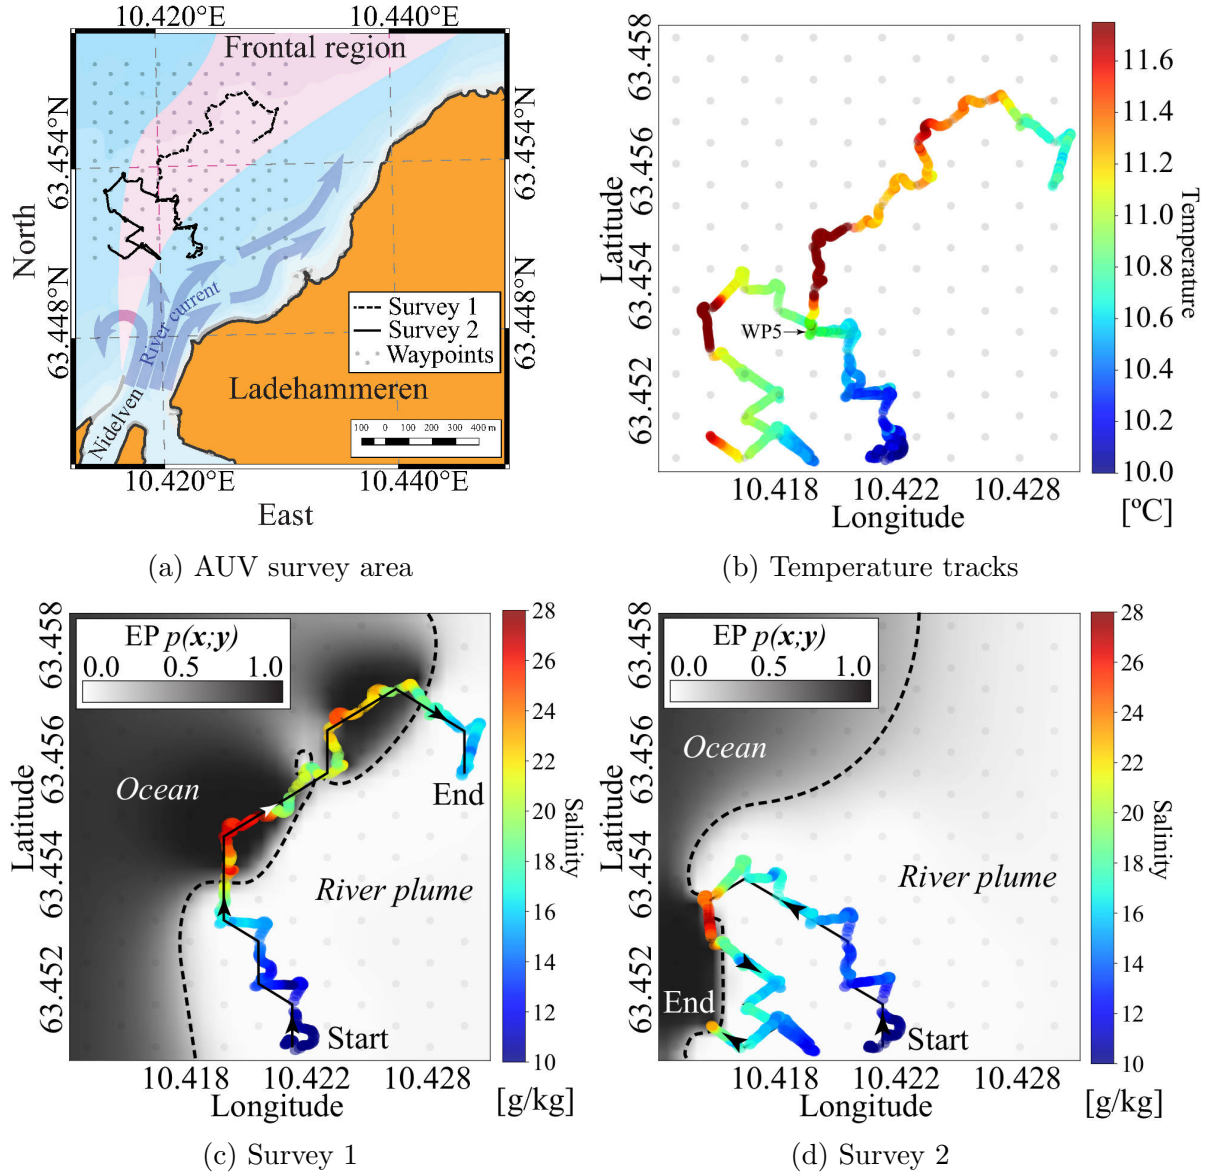 10.420°E 10.440°E
Frontal region
63.454°N
63.448°N
North
63.454°N
63.448°N
River current
Nidelven
Ladehammeren
Survey 1
Survey 2
Waypoints
100 0 100 200 300 400 m
10.420°E 10.440°E
East
(a) AUV survey area
63.458
63.456
63.454
63.452
Latitude
WP5
10.418 10.422 10.428
Longitude
11.6
11.4
11.2
11.0
10.8
10.6
10.4
10.2
10.0
Temperature
[ºC]
(b) Temperature tracks
63.458
63.456
63.454
63.452
Latitude
EP p(x;y)
0.0 0.5 1.0
Ocean
End
River plume
Start
10.418 10.422 10.428
Longitude
28
26
24
22
20
18
16
14
12
10
Salinity
[g/kg]
(c) Survey 1
63.458
63.456
63.454
63.452
Latitude
EP p(x;y)
0.0 0.5 1.0
Ocean
River plume
End
Start
10.418 10.422 10.428
Longitude
28
26
24
22
20
18
16
14
12
10
Salinity
[g/kg]
(d) Survey 2